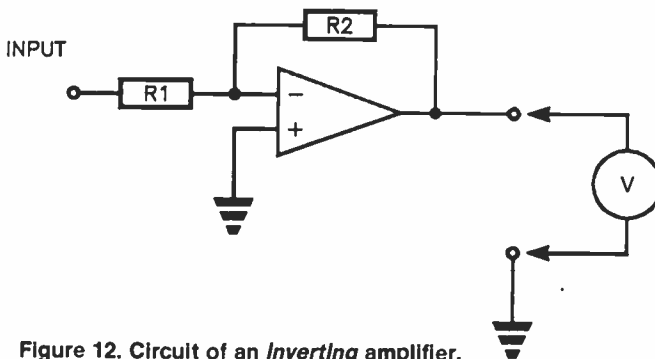 INPUT
R2
R1
−
+
V
Figure 12. Circuit of an inverting amplifier.